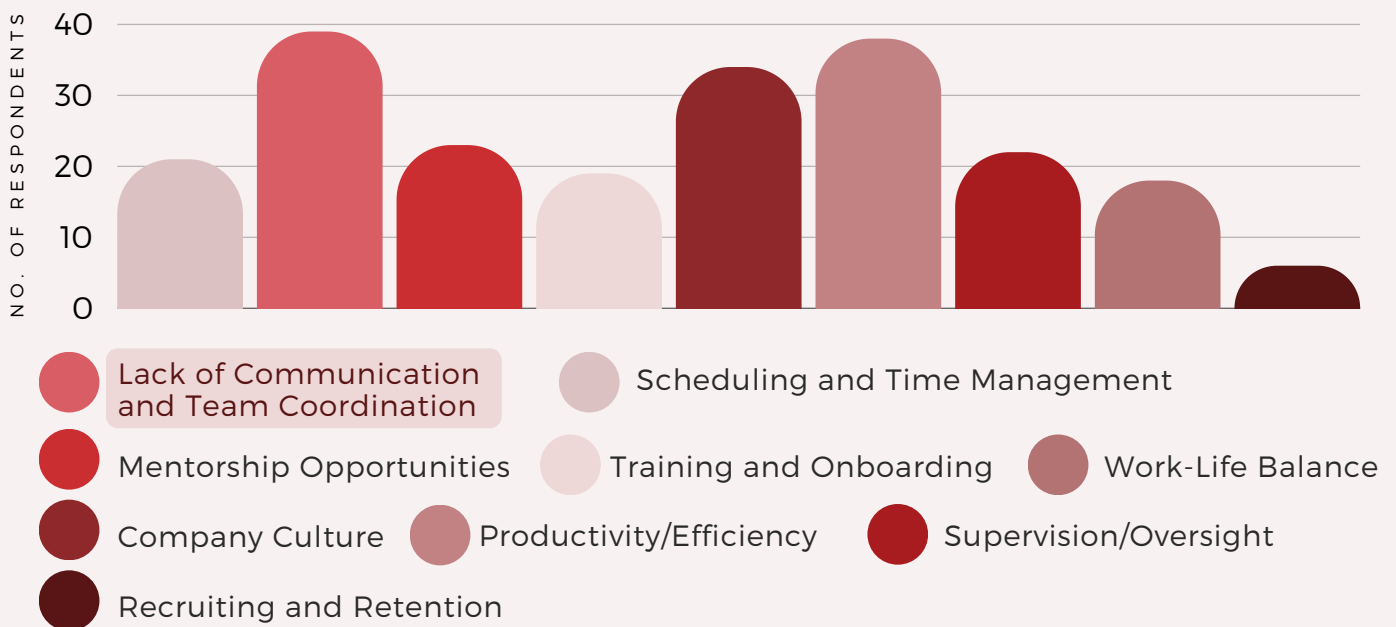 NO. OF RESPONDENTS
40
30
20
10
0
Lack of Communication
and Team Coordination
Scheduling and Time Management
Mentorship Opportunities
Training and Onboarding
Work-Life Balance
Company Culture
Productivity/Efficiency
Supervision/Oversight
Recruiting and Retention